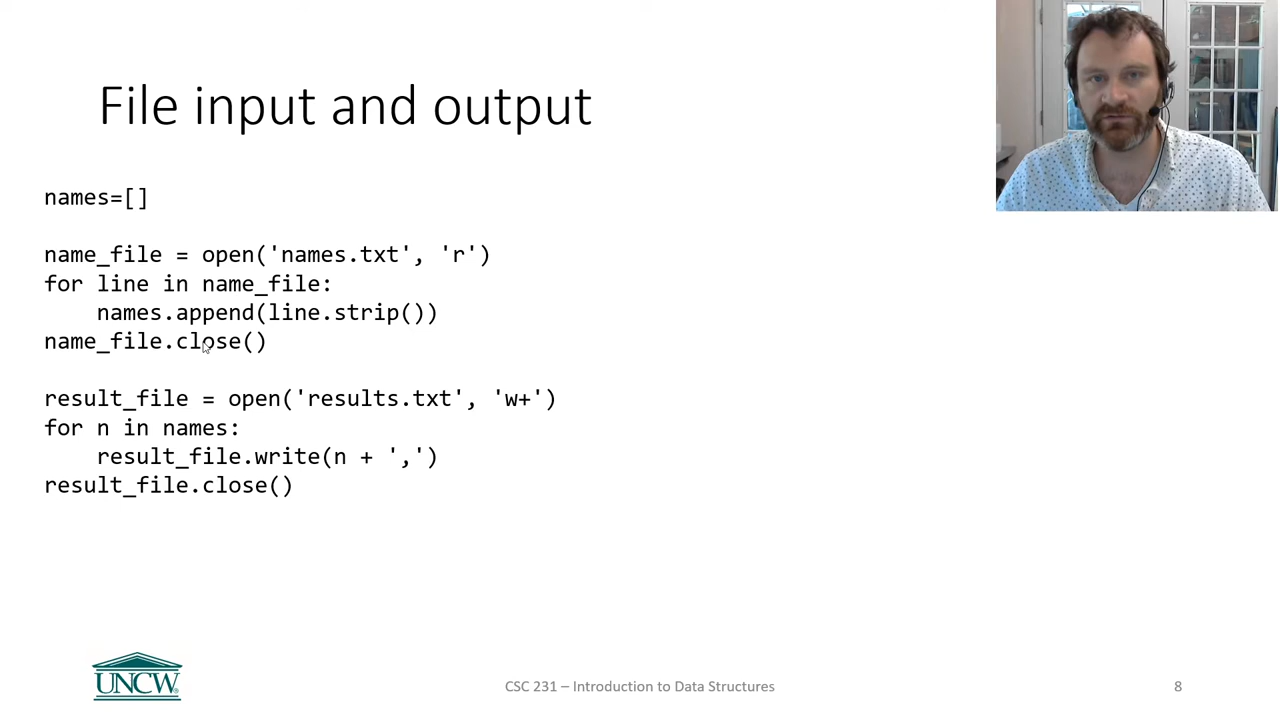 File input and output
names=[]
name_file = open('names.txt', 'r')
for line in name_file:
    names.append(line.strip())
name_file.close()
result_file = open('results.txt', 'w+')
for n in names:
    result_file.write(n + ',')
result_file.close()
UNCW
CSC 231 – Introduction to Data Structures
8